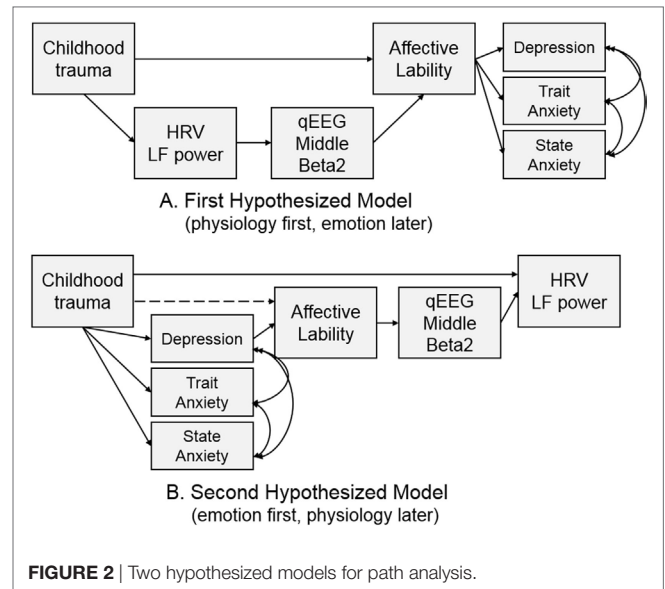 Childhood
trauma
Affective
Lability
Depression
Trait
Anxiety
State
Anxiety
HRV
LF power
qEEG
Middle
Beta2
A. First Hypothesized Model
(physiology first, emotion later)
Childhood
trauma
HRV
LF power
Affective
Lability
qEEG
Middle
Beta2
Depression
Trait
Anxiety
State
Anxiety
B. Second Hypothesized Model
(emotion first, physiology later)
FIGURE 2 | Two hypothesized models for path analysis.